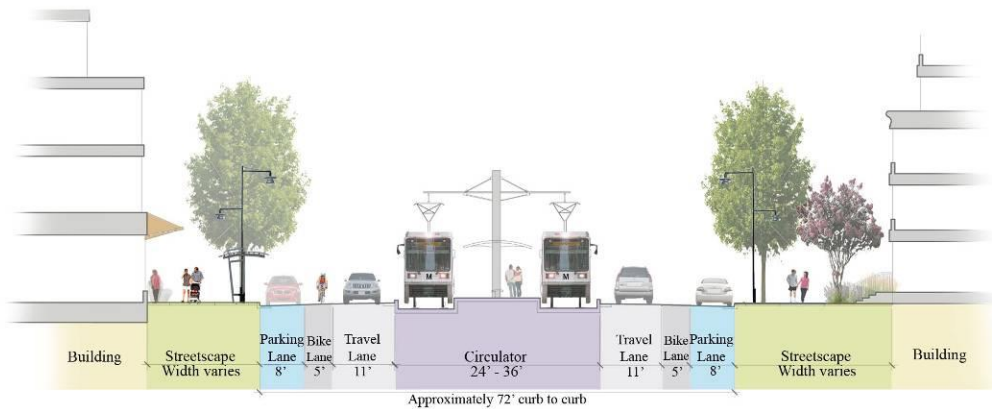 M
M
Building
Streetscape
Width varies
Parking
Lane
8'
Bike
Lane
5'
Travel
Lane
11'
Circulator
24' - 36'
Travel
Lane
11'
Bike
Lane
5'
Parking
Lane
8'
Streetscape
Width varies
Building
Approximately 72' curb to curb